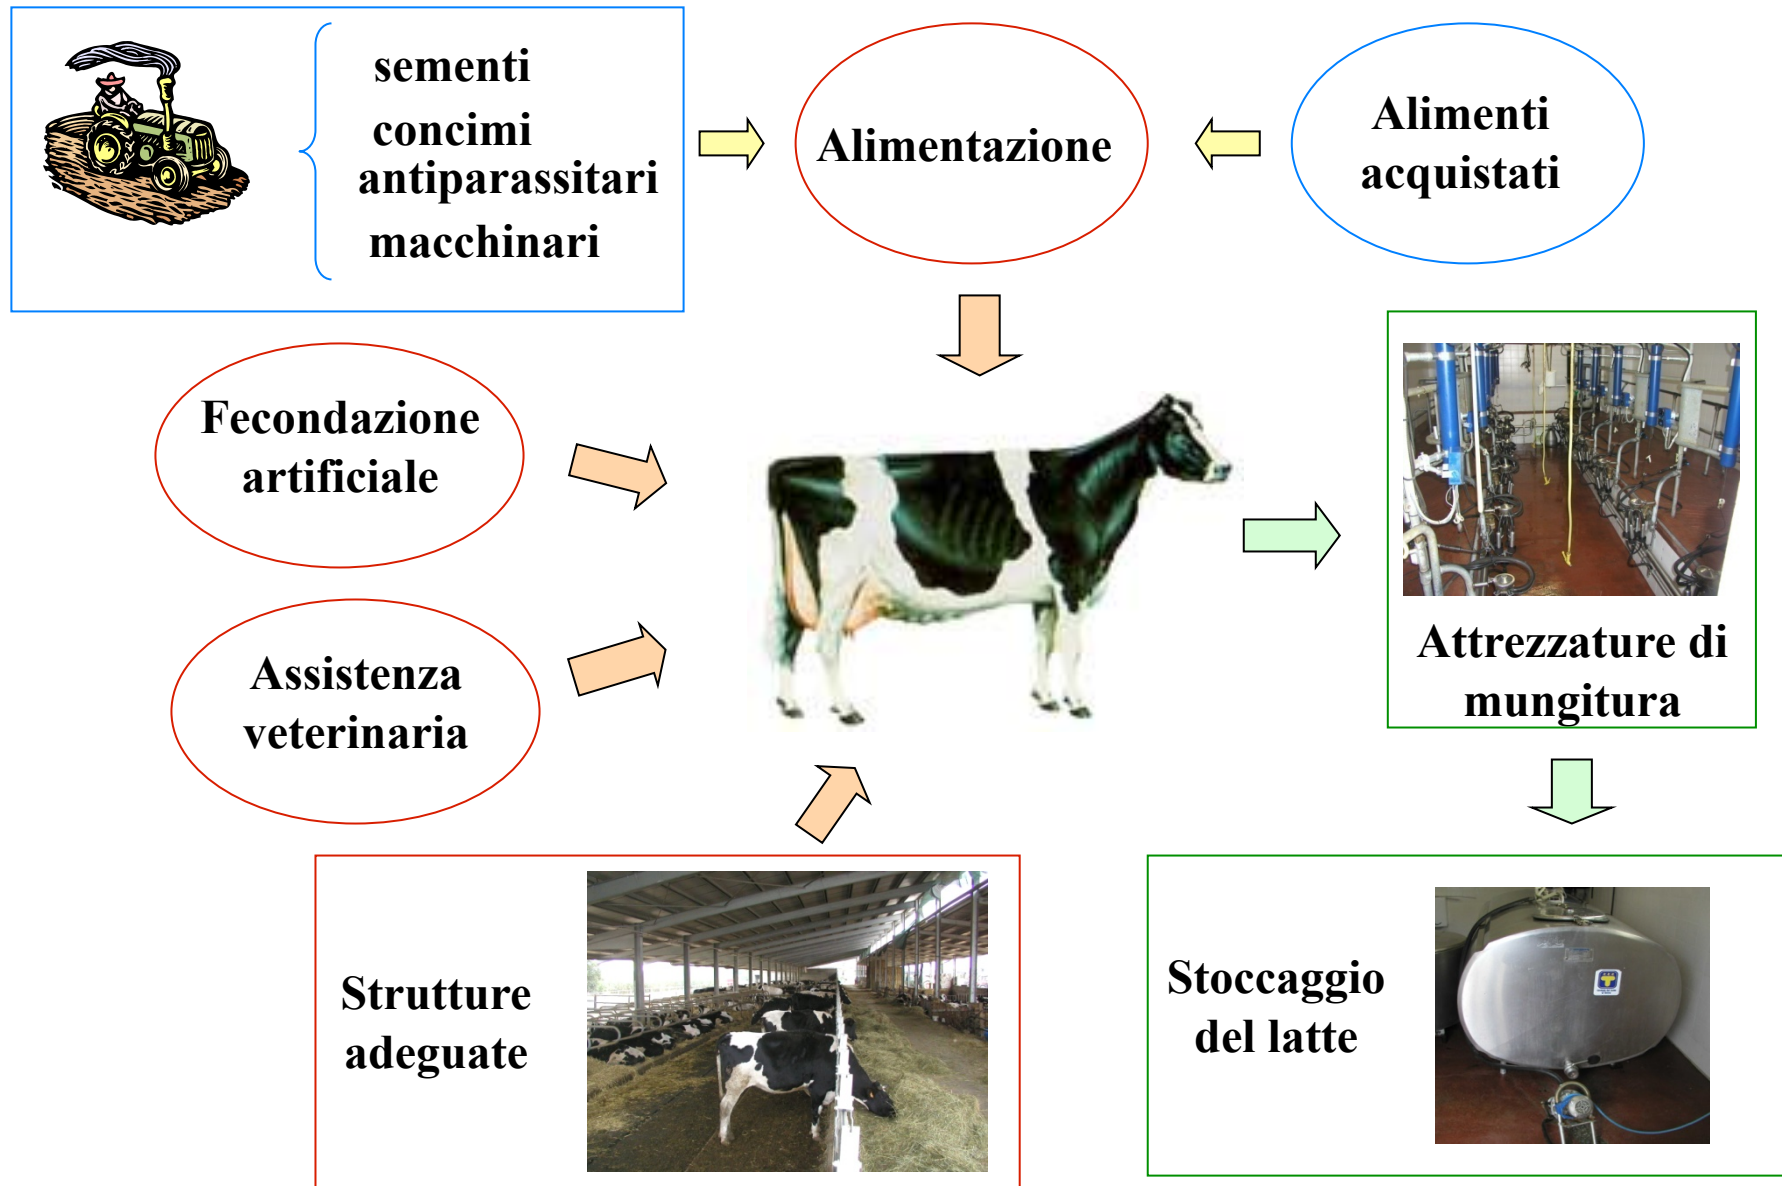 sementi
concimi
antiparassitari
macchinari
Alimentazione
Alimenti
acquistati
Fecondazione
artificiale
Assistenza
veterinaria
Attrezzature di
mungitura
Strutture
adeguate
Stoccaggio
del latte